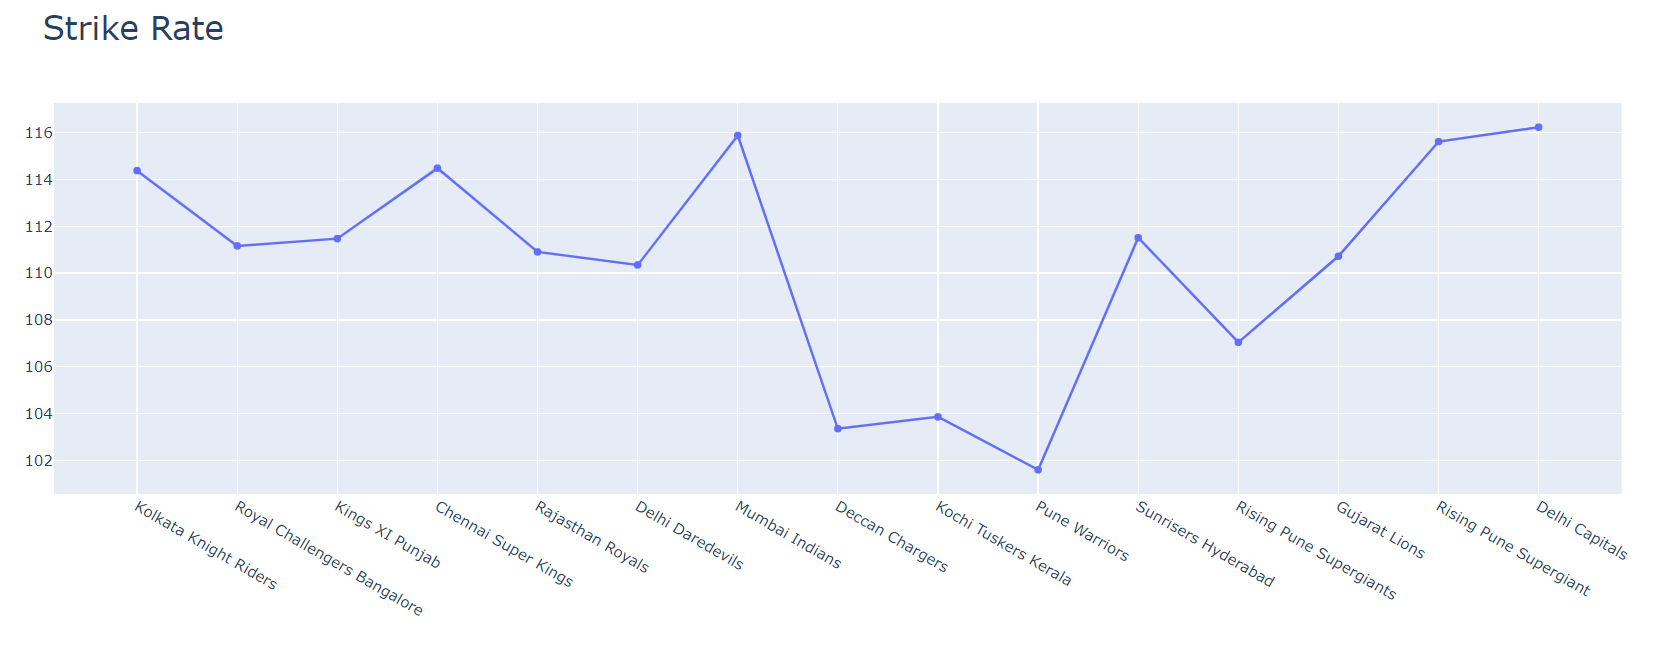 Strike Rate
116
114
112
110
108
106
104
102
Kolkata Knight Riders
Royal Challengers Bangalore
Kings XI Punjab
Chennai Super Kings
Rajasthan Royals
Delhi Daredevils
Mumbai Indians
Deccan Chargers
Kochi Tuskers Kerala
Pune Warriors
Sunrisers Hyderabad
Rising Pune Supergiants
Gujarat Lions
Rising Pune Supergiant
Delhi Capitals